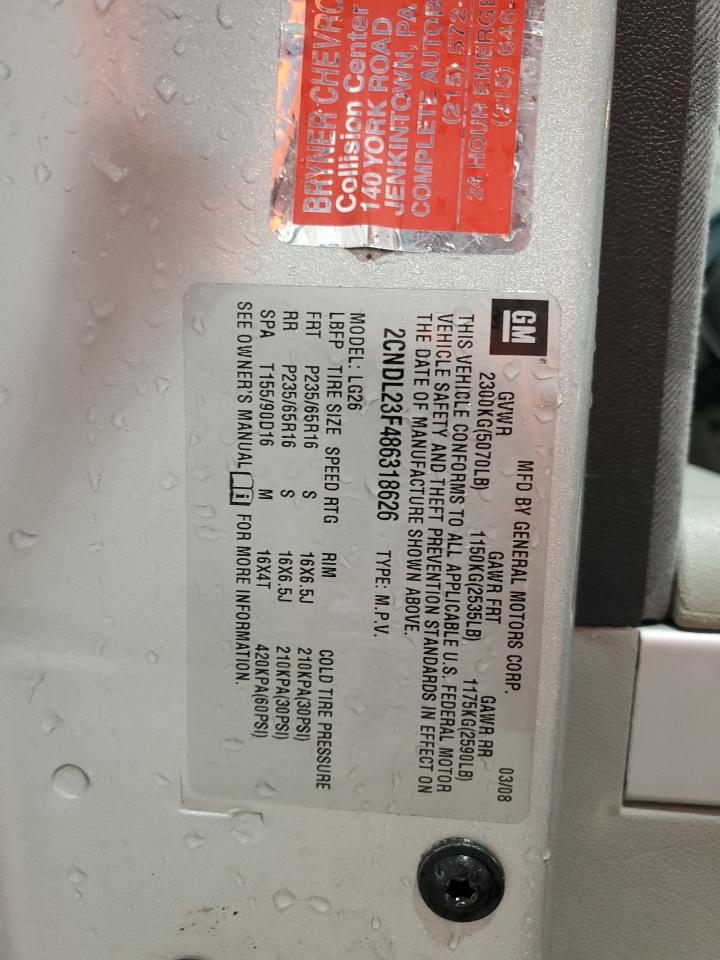 BRYNER CHEVRO
Collision Center
140 YORK ROAD
JENKINTOWN, PA
COMPLETE AUTOB
(215) 572-
24 HOUR EMERGE
(215) 646-
GM
MFD BY GENERAL MOTORS CORP. 03/08
GVWR GAWR FRT GAWR RR
2300KG(5070LB) 1150KG(2535LB) 1175KG(2590LB)
THIS VEHICLE CONFORMS TO ALL APPLICABLE U.S. FEDERAL MOTOR
VEHICLE SAFETY AND THEFT PREVENTION STANDARDS IN EFFECT ON
THE DATE OF MANUFACTURE SHOWN ABOVE.
2CNDL23F486318626 TYPE: M.P.V.
MODEL: LG26
LBFP TIRE SIZE SPEED RTG RIM COLD TIRE PRESSURE
FRT P235/65R16 S 16X6.5J 210KPA(30PSI)
RR P235/65R16 S 16X6.5J 210KPA(30PSI)
SPA T155/90D16 M 16X4T 420KPA(60PSI)
SEE OWNER'S MANUAL FOR MORE INFORMATION.